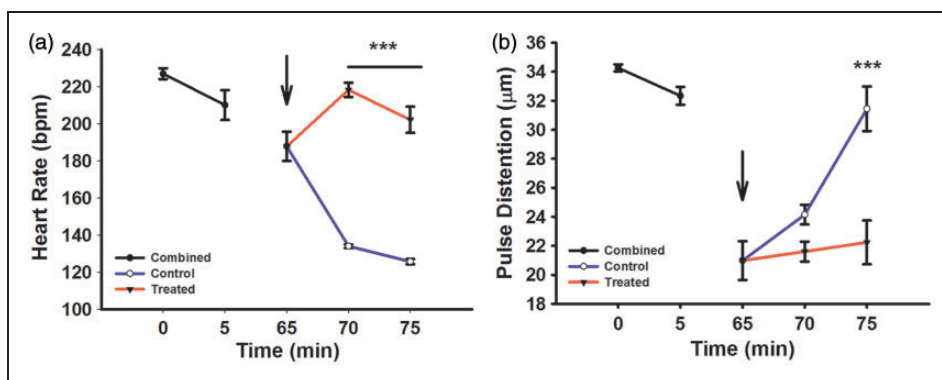 (a)
***
240
220
200
180
160
140
120
100
Heart Rate (bpm)
Combined
Control
Treated
0 5 65 70 75
Time (min)
(b)
***
36
34
32
30
28
26
24
22
20
18
Pulse Distention (μm)
Combined
Control
Treated
0 5 65 70 75
Time (min)